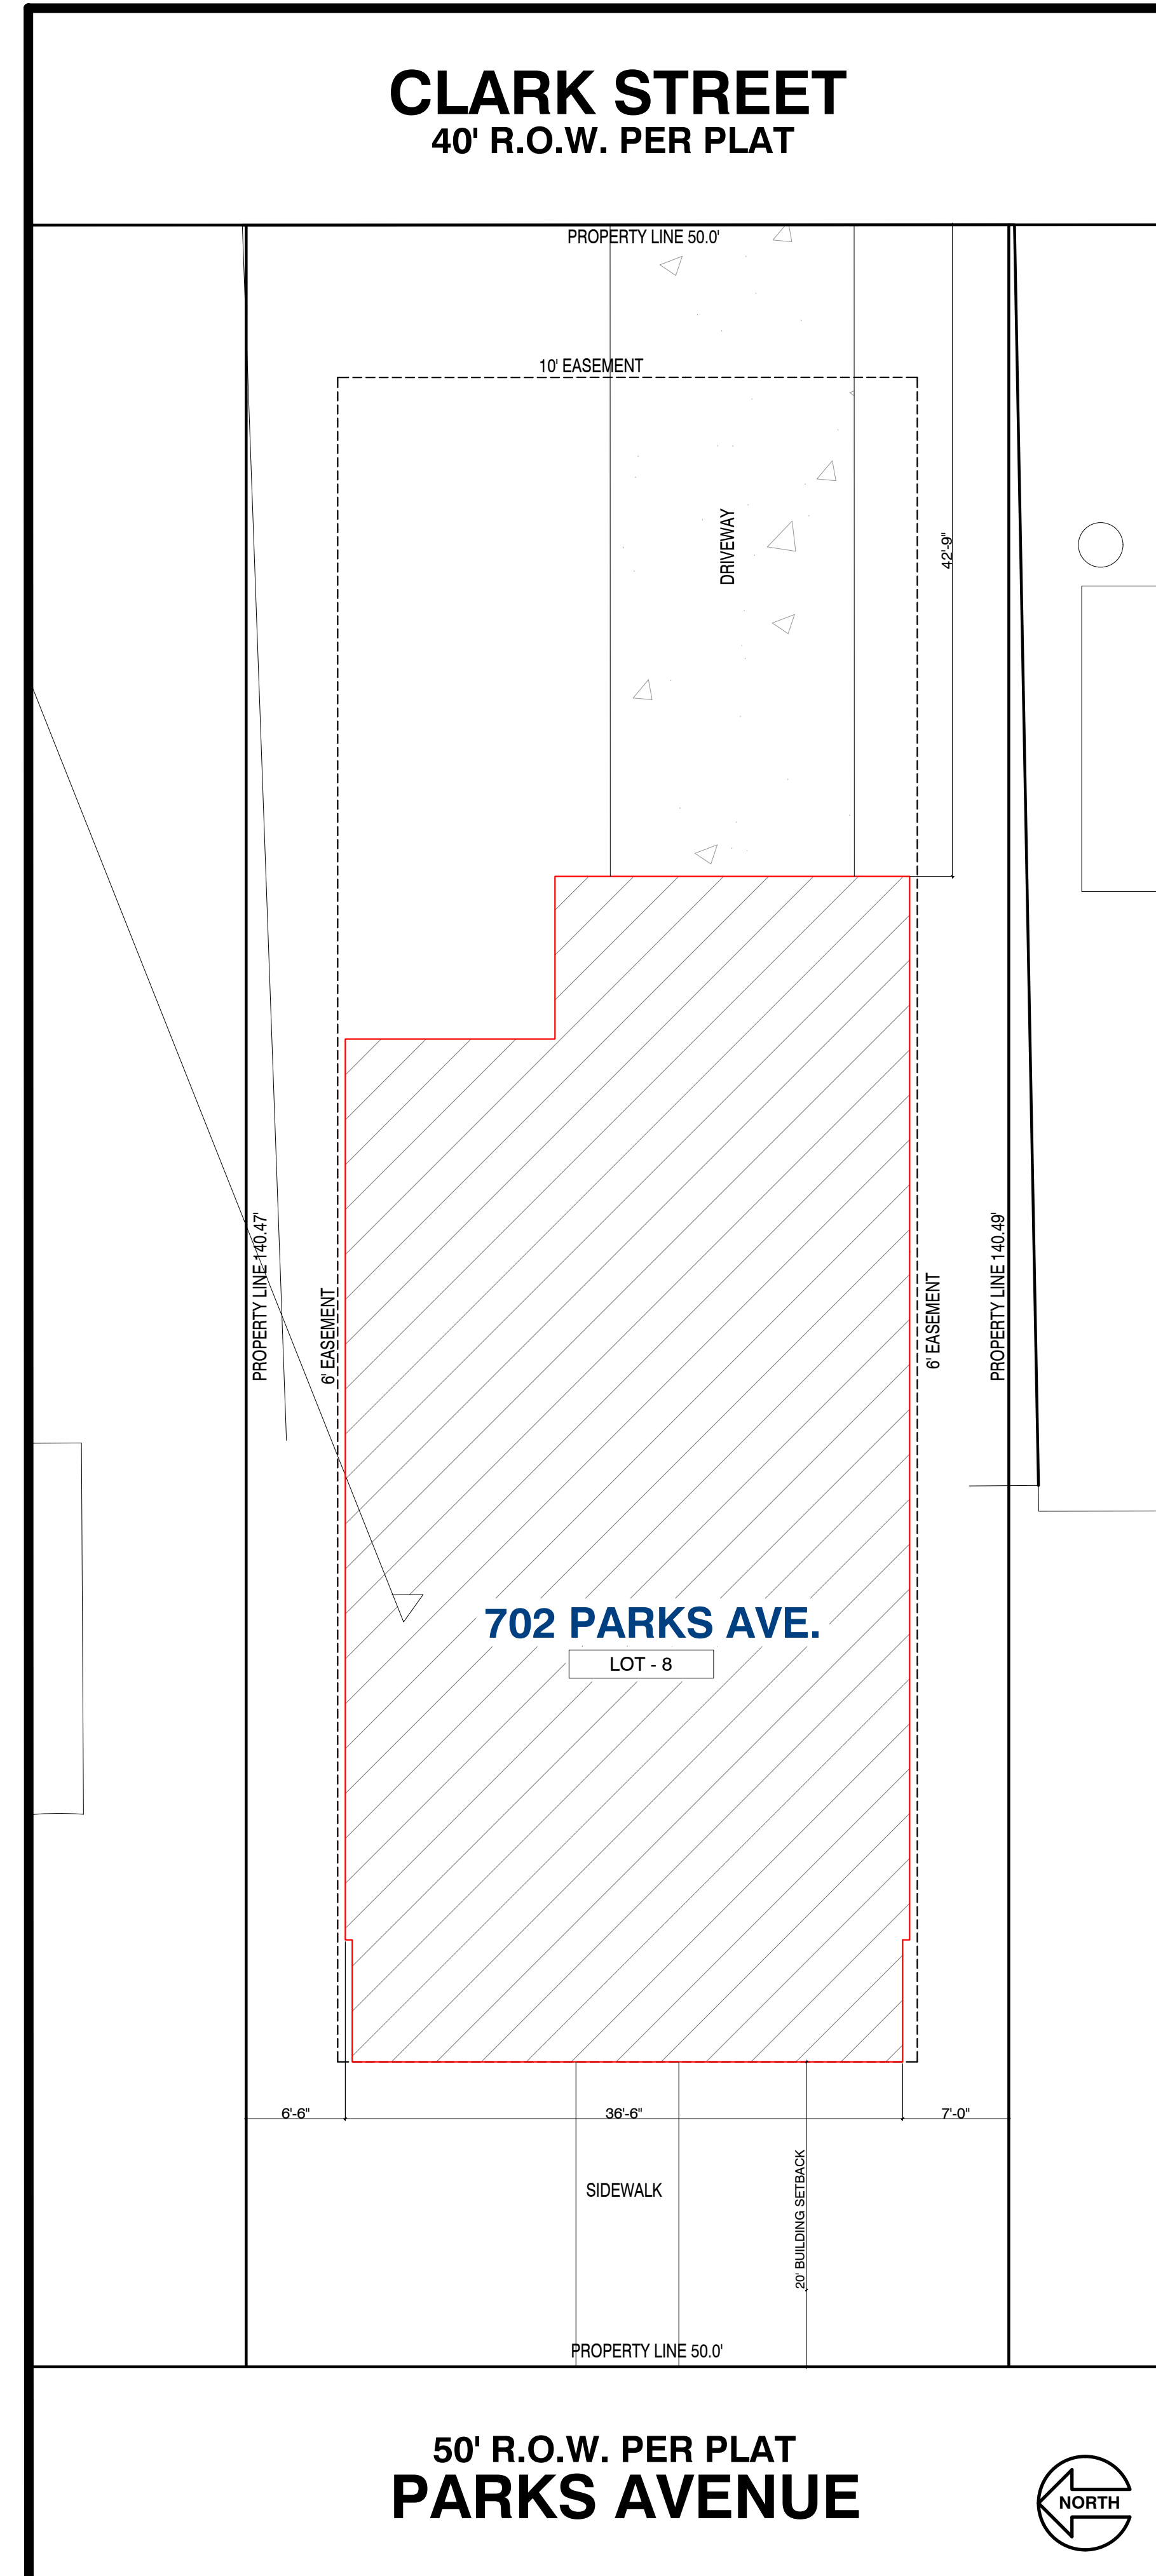 CLARK STREET
40' R.O.W. PER PLAT
PROPERTY LINE 50.0'
10' EASEMENT
DRIVEWAY
42'-9"
PROPERTY LINE 140.47'
6' EASEMENT
6' EASEMENT
PROPERTY LINE 140.49'
702 PARKS AVE.
LOT - 8
6'-6"
36'-6"
7'-0"
SIDEWALK
20' BUILDING SETBACK
PROPERTY LINE 50.0'
50' R.O.W. PER PLAT
PARKS AVENUE
NORTH